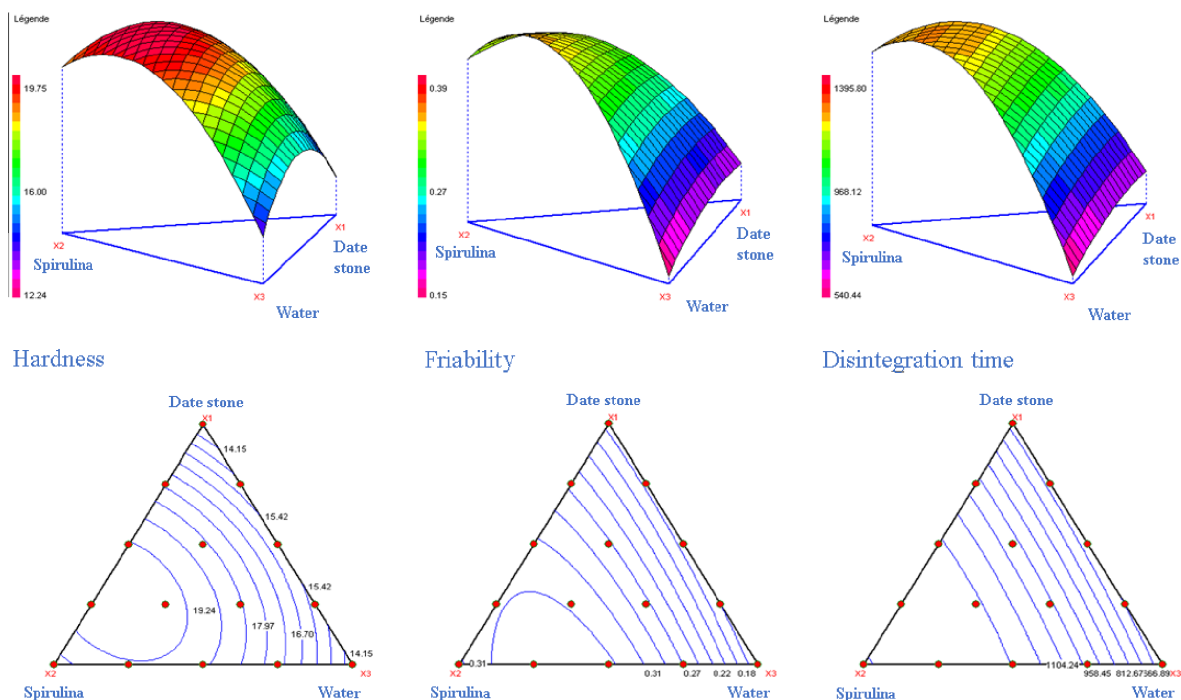 Légende
19.75
16.00
12.24
X2
X1
X3
Spirulina
Date
stone
Water
Hardness
Légende
0.39
0.27
0.15
X2
X1
X3
Spirulina
Date
stone
Water
Friability
Légende
1395.80
968.12
540.44
X2
X1
X3
Spirulina
Date
stone
Water
Disintegration time
Date stone
X1
14.15
15.42
15.42
19.24
17.97
16.70
14.15
X2
X3
Spirulina
Water
Date stone
X1
0.31
0.31
0.27
0.22
0.18
X2
X3
Spirulina
Water
Date stone
X1
1104.24
958.45
812.67
X2
X3
Spirulina
Water